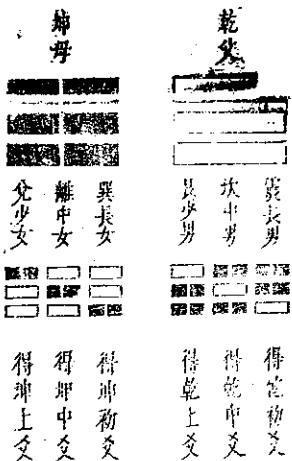 乾父
震長男
坎中男
艮少男
得乾初爻
得乾中爻
得乾上爻
坤母
巽長女
離中女
兌少女
得坤初爻
得坤中爻
得坤上爻